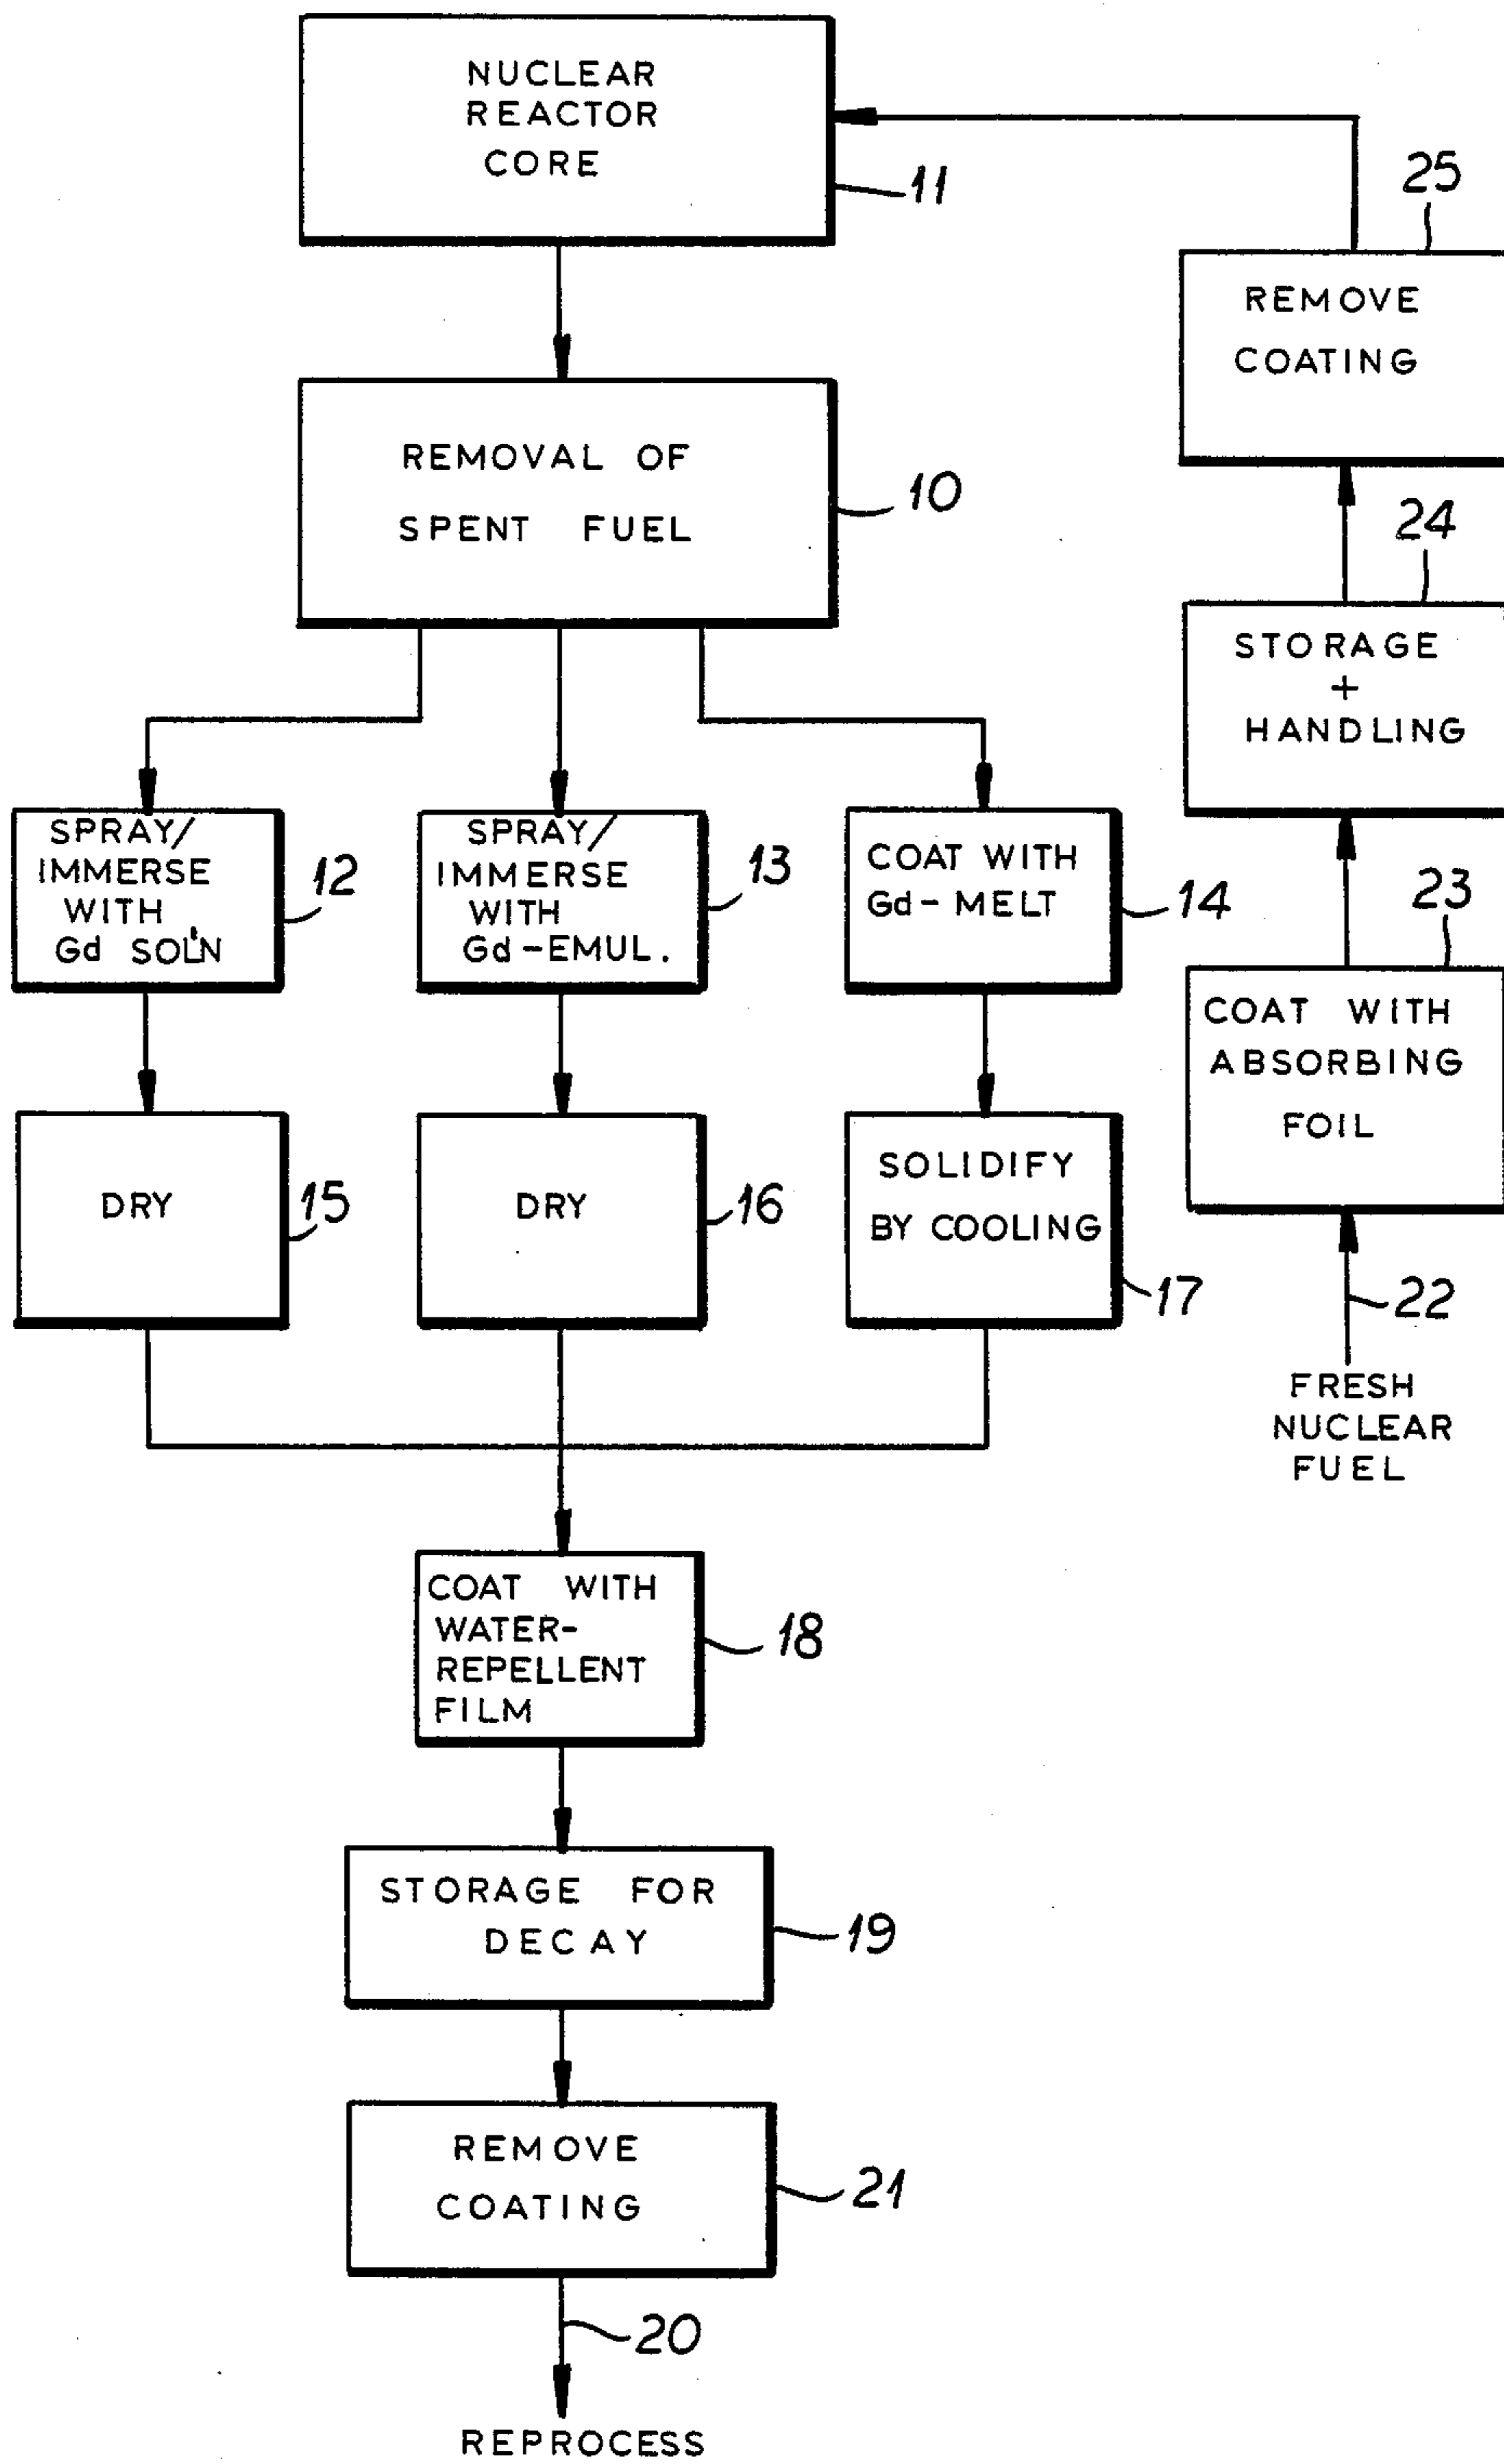 NUCLEAR
REACTOR
CORE
11
REMOVAL OF
SPENT FUEL
10
SPRAY/
IMMERSE
WITH
Gd SOL'N
12
SPRAY/
IMMERSE
WITH
Gd-EMUL.
13
COAT WITH
Gd-MELT
14
DRY
15
DRY
16
SOLIDIFY
BY COOLING
17
COAT WITH
WATER-
REPELLENT
FILM
18
STORAGE FOR
DECAY
19
REMOVE
COATING
21
20
REPROCESS
25
REMOVE
COATING
24
STORAGE
+
HANDLING
23
COAT WITH
ABSORBING
FOIL
22
FRESH
NUCLEAR
FUEL